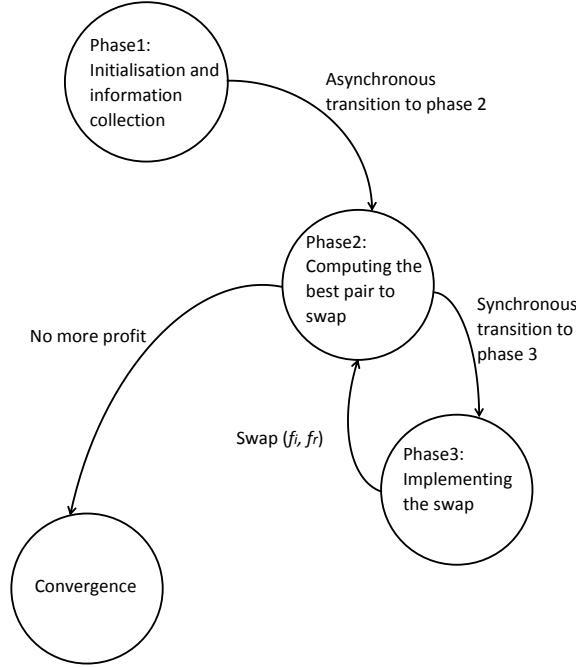 Phase1:
Initialisation and
information
collection
Asynchronous
transition to phase 2
Phase2:
Computing the
best pair to
swap
Synchronous
transition to
phase 3
No more profit
Swap (fi, fr)
Phase3:
Implementing
the swap
Convergence